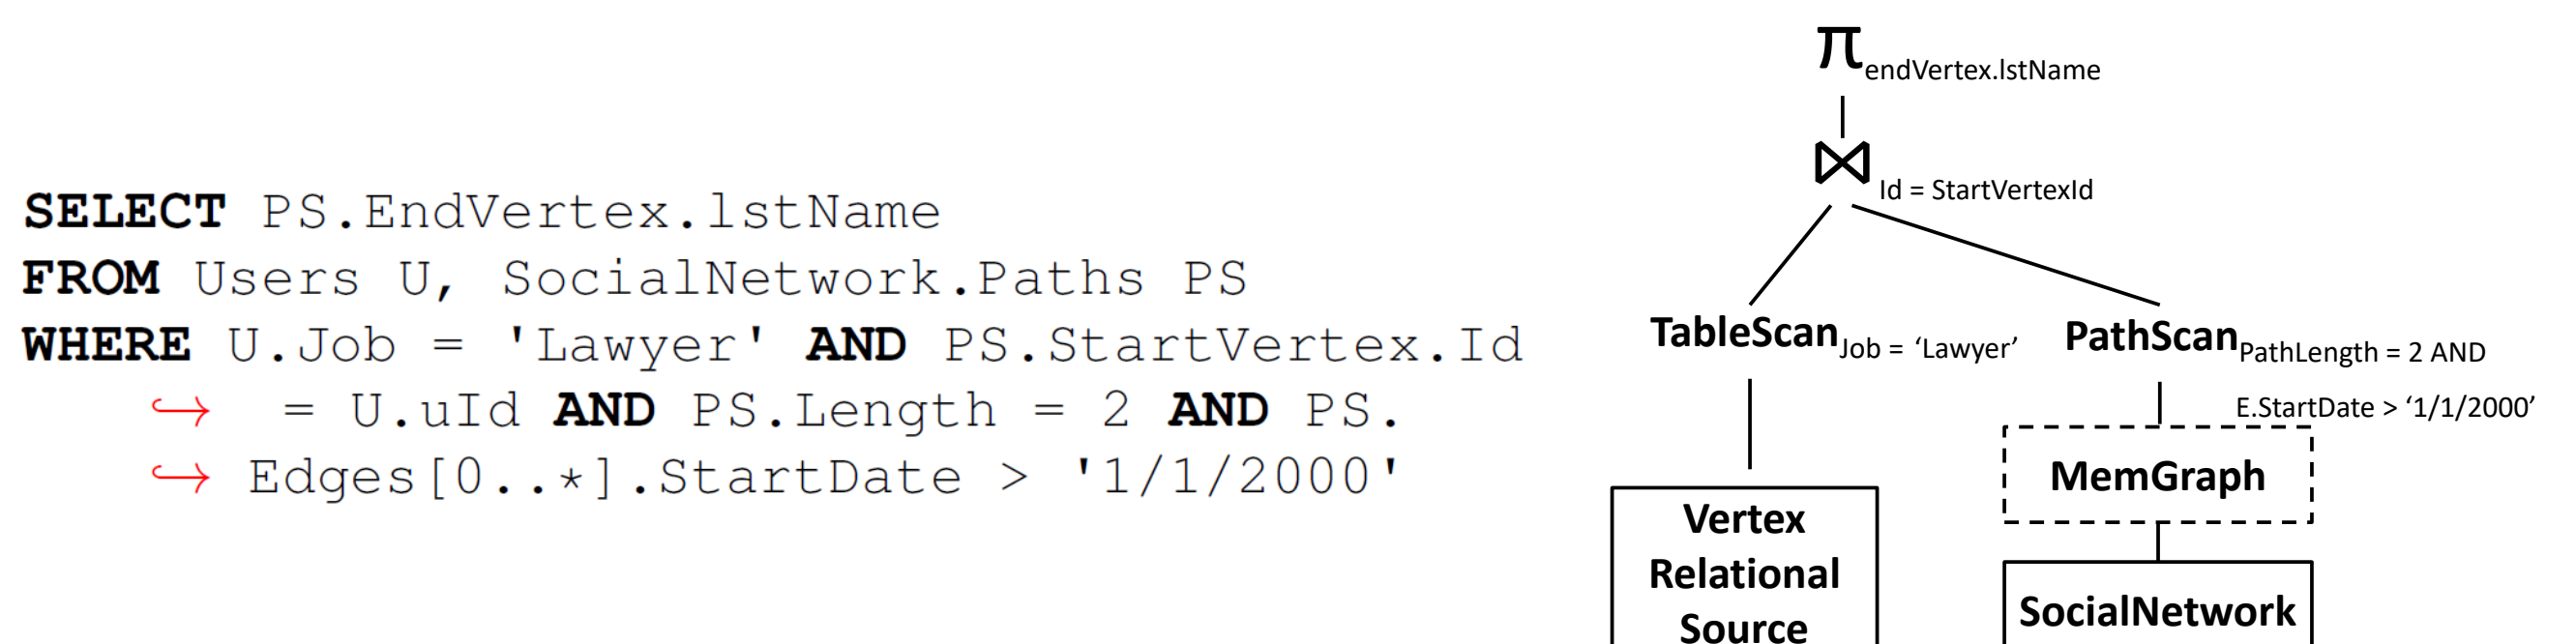 SELECT PS.EndVertex.lstName
FROM Users U, SocialNetwork.Paths PS
WHERE U.Job = 'Lawyer' AND PS.StartVertex.Id
↪ = U.uId AND PS.Length = 2 AND PS.
↪ Edges[0..*].StartDate > '1/1/2000'
π endVertex.lstName
⋈ Id = StartVertexId
TableScan Job = ‘Lawyer’
PathScan PathLength = 2 AND
E.StartDate > ‘1/1/2000’
MemGraph
Vertex
Relational
Source
SocialNetwork